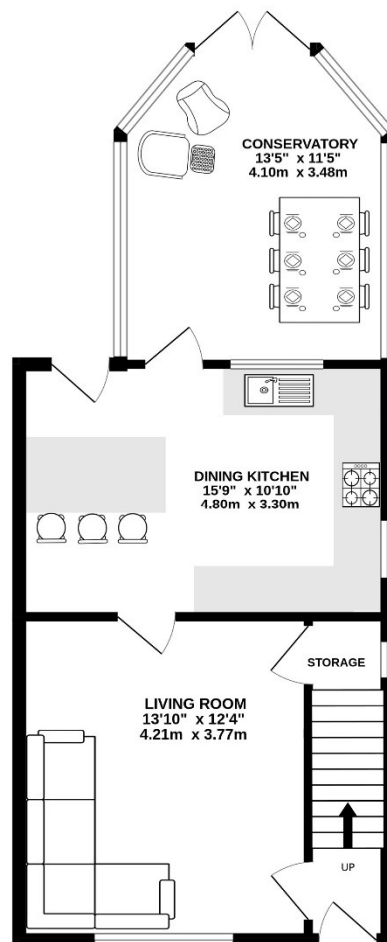 CONSERVATORY
13'5" x 11'5"
4.10m x 3.48m
DINING KITCHEN
15'9" x 10'10"
4.80m x 3.30m
STORAGE
LIVING ROOM
13'10" x 12'4"
4.21m x 3.77m
UP